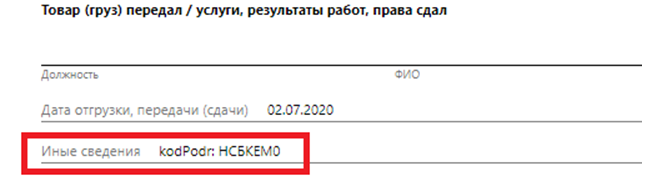 Товар (груз) передал / услуги, результаты работ, права сдал
Должность ФИО
Дата отгрузки, передачи (сдачи) 02.07.2020
Иные сведения kodPodr: НСБКЕМ0